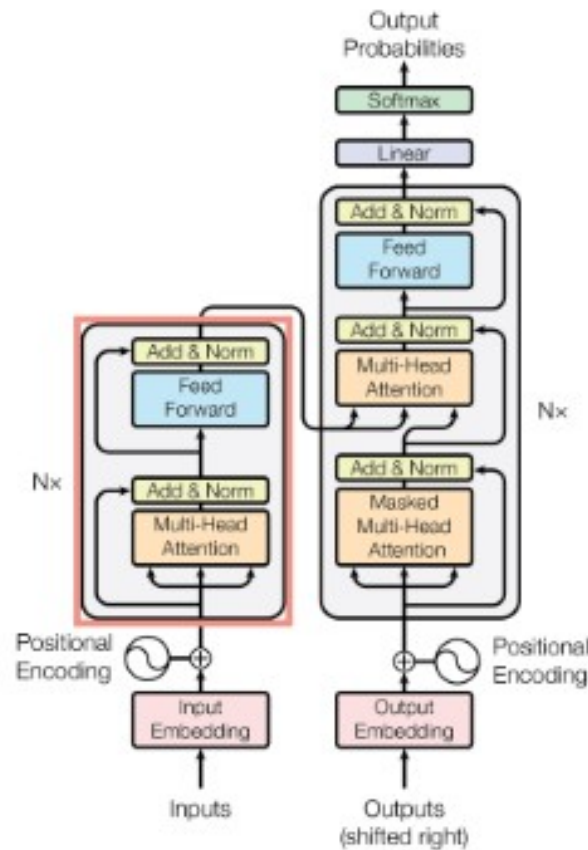 Output
Probabilities
Softmax
Linear
Add & Norm
Feed
Forward
Add & Norm
Multi-Head
Attention
Add & Norm
Masked
Multi-Head
Attention
N×
Add & Norm
Feed
Forward
Add & Norm
Multi-Head
Attention
N×
Positional
Encoding
Positional
Encoding
Input
Embedding
Output
Embedding
Inputs
Outputs
(shifted right)